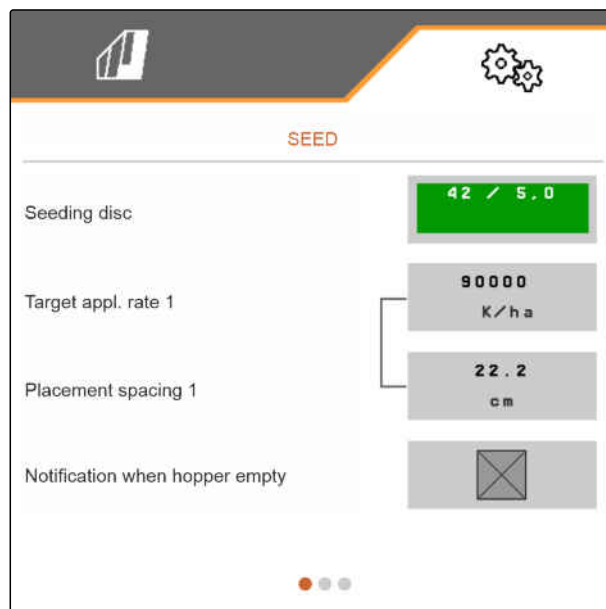 SEED
Seeding disc
42 / 5,0
Target appl. rate 1
90000
K/ha
Placement spacing 1
22.2
cm
Notification when hopper empty